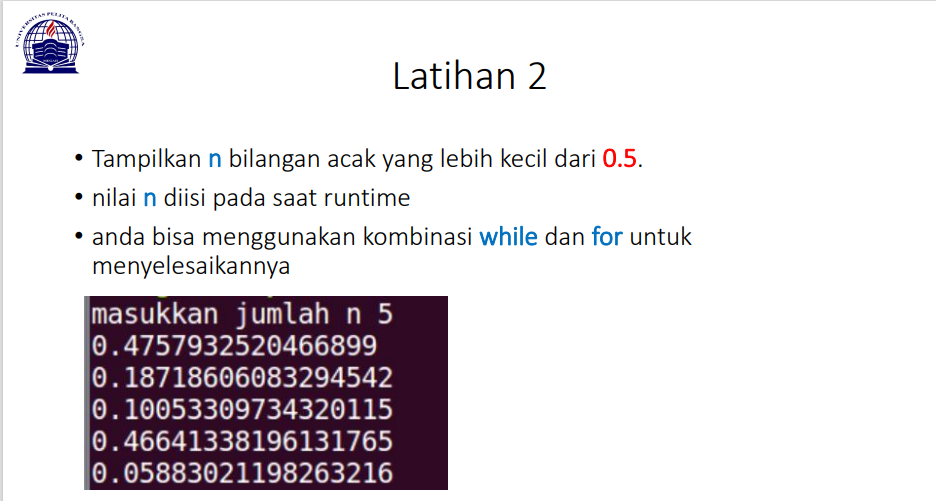 UNIVERSITAS PELITA BANGSA
Latihan 2
• Tampilkan n bilangan acak yang lebih kecil dari 0.5.
• nilai n diisi pada saat runtime
• anda bisa menggunakan kombinasi while dan for untuk
menyelesaikannya
masukkan jumlah n 5
0.4757932520466899
0.18718606083294542
0.10053309734320115
0.46641338196131765
0.05883021198263216